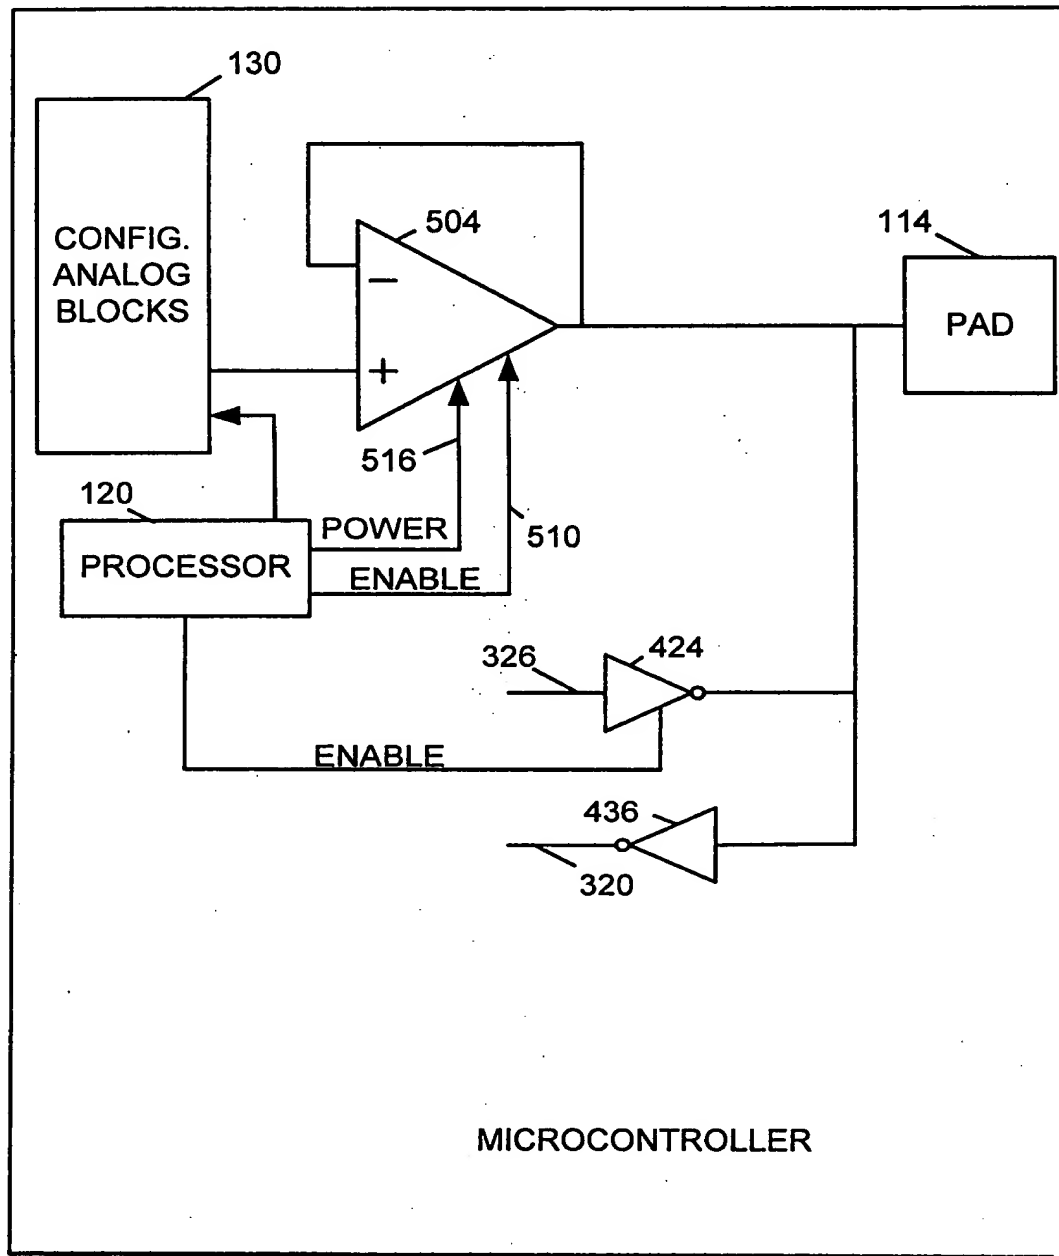 130
CONFIG.
ANALOG
BLOCKS
504
−
+
114
PAD
516
510
120
PROCESSOR
POWER
ENABLE
326
424
ENABLE
436
320
MICROCONTROLLER